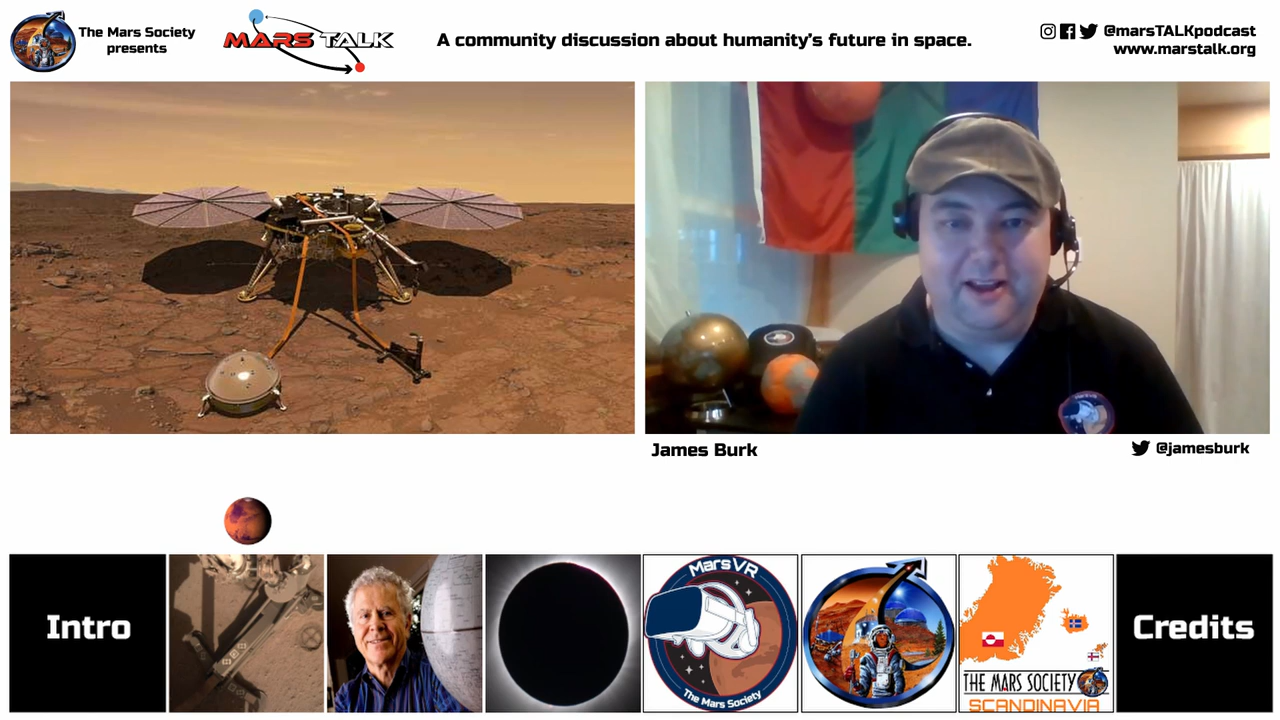 The Mars Society
presents
MARS TALK
A community discussion about humanity's future in space.
@marsTALKpodcast
www.marstalk.org
James Burk
@jamesburk
Intro
MarsVR
The Mars Society
THE MARS SOCIETY
SCANDINAVIA
Credits